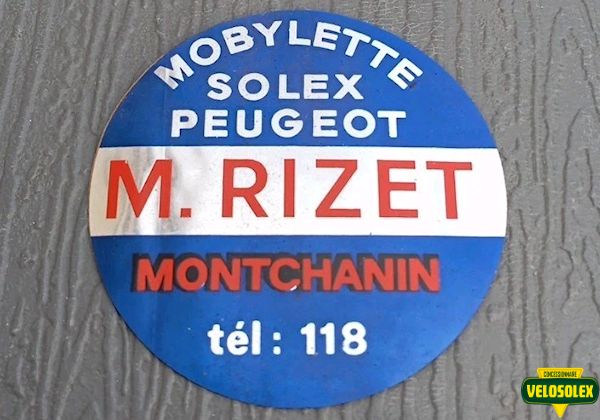 MOBYLETTE
SOLEX
PEUGEOT
M. RIZET
MONTCHANIN
tél : 118
CONCESSIONNAIRE
VELOSOLEX